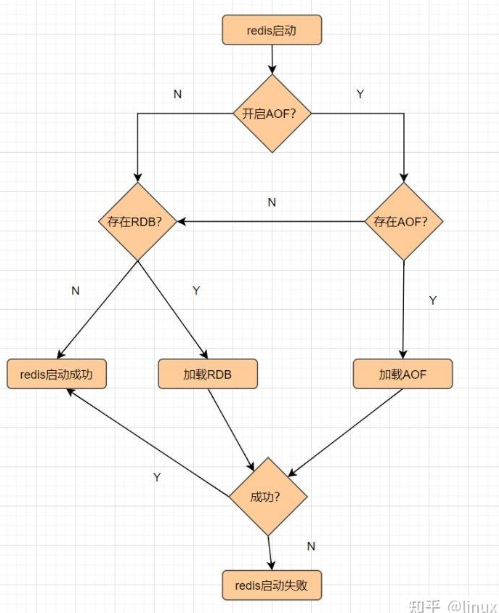 redis启动
N
开启AOF?
Y
存在RDB?
N
存在AOF?
N
Y
Y
redis启动成功
加载RDB
加载AOF
Y
成功?
N
redis启动失败
知乎 @linux